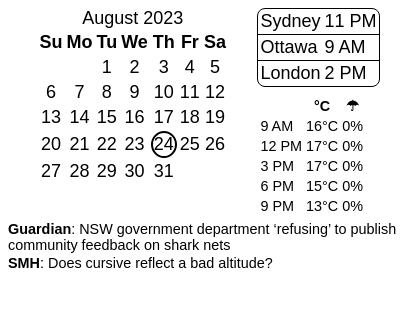 August 2023
Su Mo Tu We Th Fr Sa
1 2 3 4 5
6 7 8 9 10 11 12
13 14 15 16 17 18 19
20 21 22 23 24 25 26
27 28 29 30 31
Sydney 11 PM
Ottawa 9 AM
London 2 PM
°C ☂
9 AM 16°C 0%
12 PM 17°C 0%
3 PM 17°C 0%
6 PM 15°C 0%
9 PM 13°C 0%
Guardian: NSW government department ‘refusing’ to publish
community feedback on shark nets
SMH: Does cursive reflect a bad altitude?